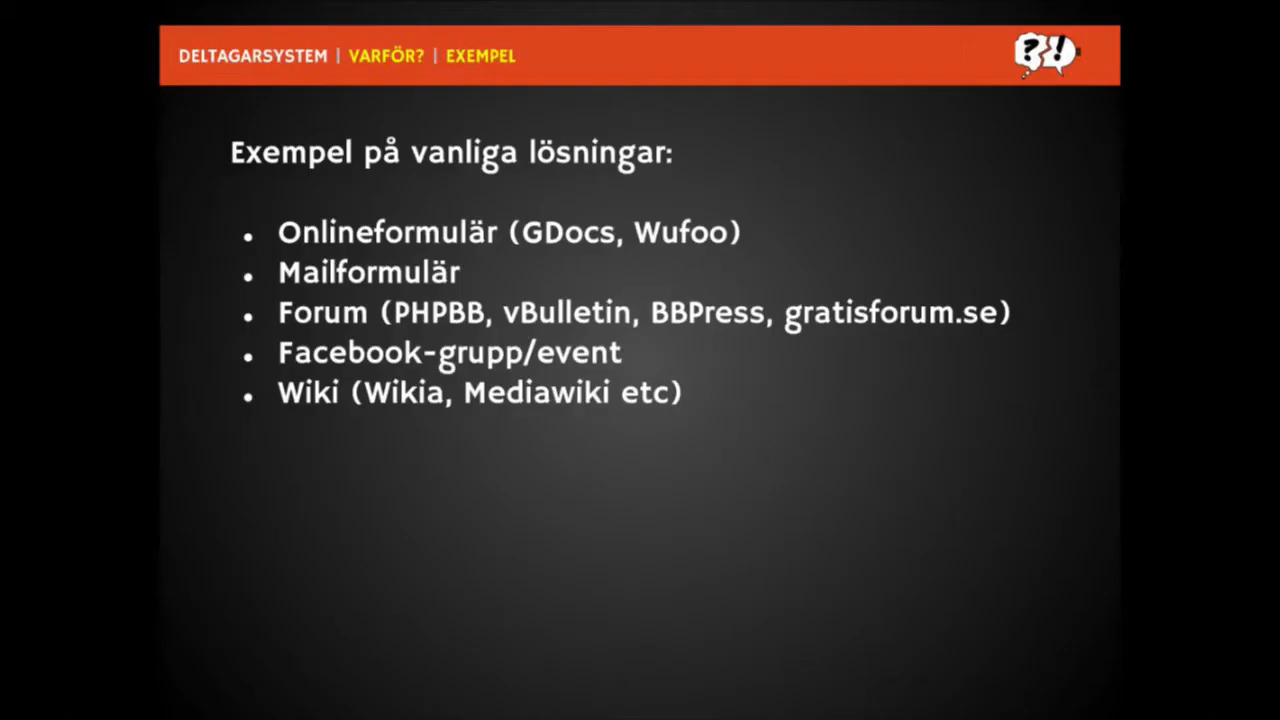 DELTAGARSYSTEM | VARFÖR? | EXEMPEL
?!
Exempel på vanliga lösningar:
• Onlineformulär (GDocs, Wufoo)
• Mailformulär
• Forum (PHPBB, vBulletin, BBPress, gratisforum.se)
• Facebook-grupp/event
• Wiki (Wikia, Mediawiki etc)